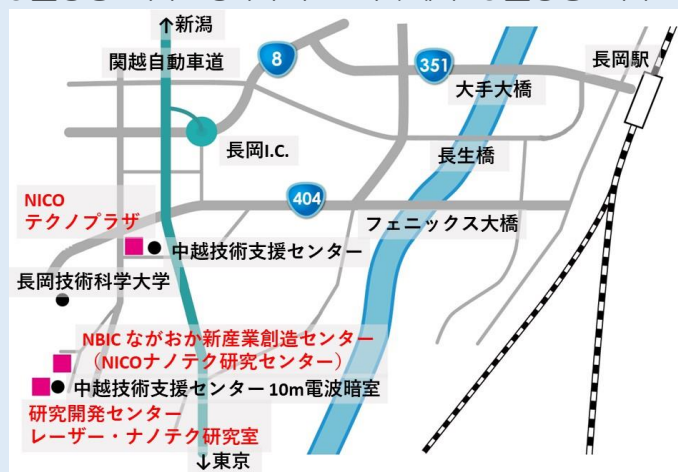 ↑新潟
関越自動車道
8
351
長岡駅
大手大橋
長岡I.C.
長生橋
NICO
テクノプラザ
404
フェニックス大橋
中越技術支援センター
長岡技術科学大学
NBIC ながおか新産業創造センター
（NICOナノテク研究センター）
中越技術支援センター 10m電波暗室
研究開発センター
レーザー・ナノテク研究室
↓東京